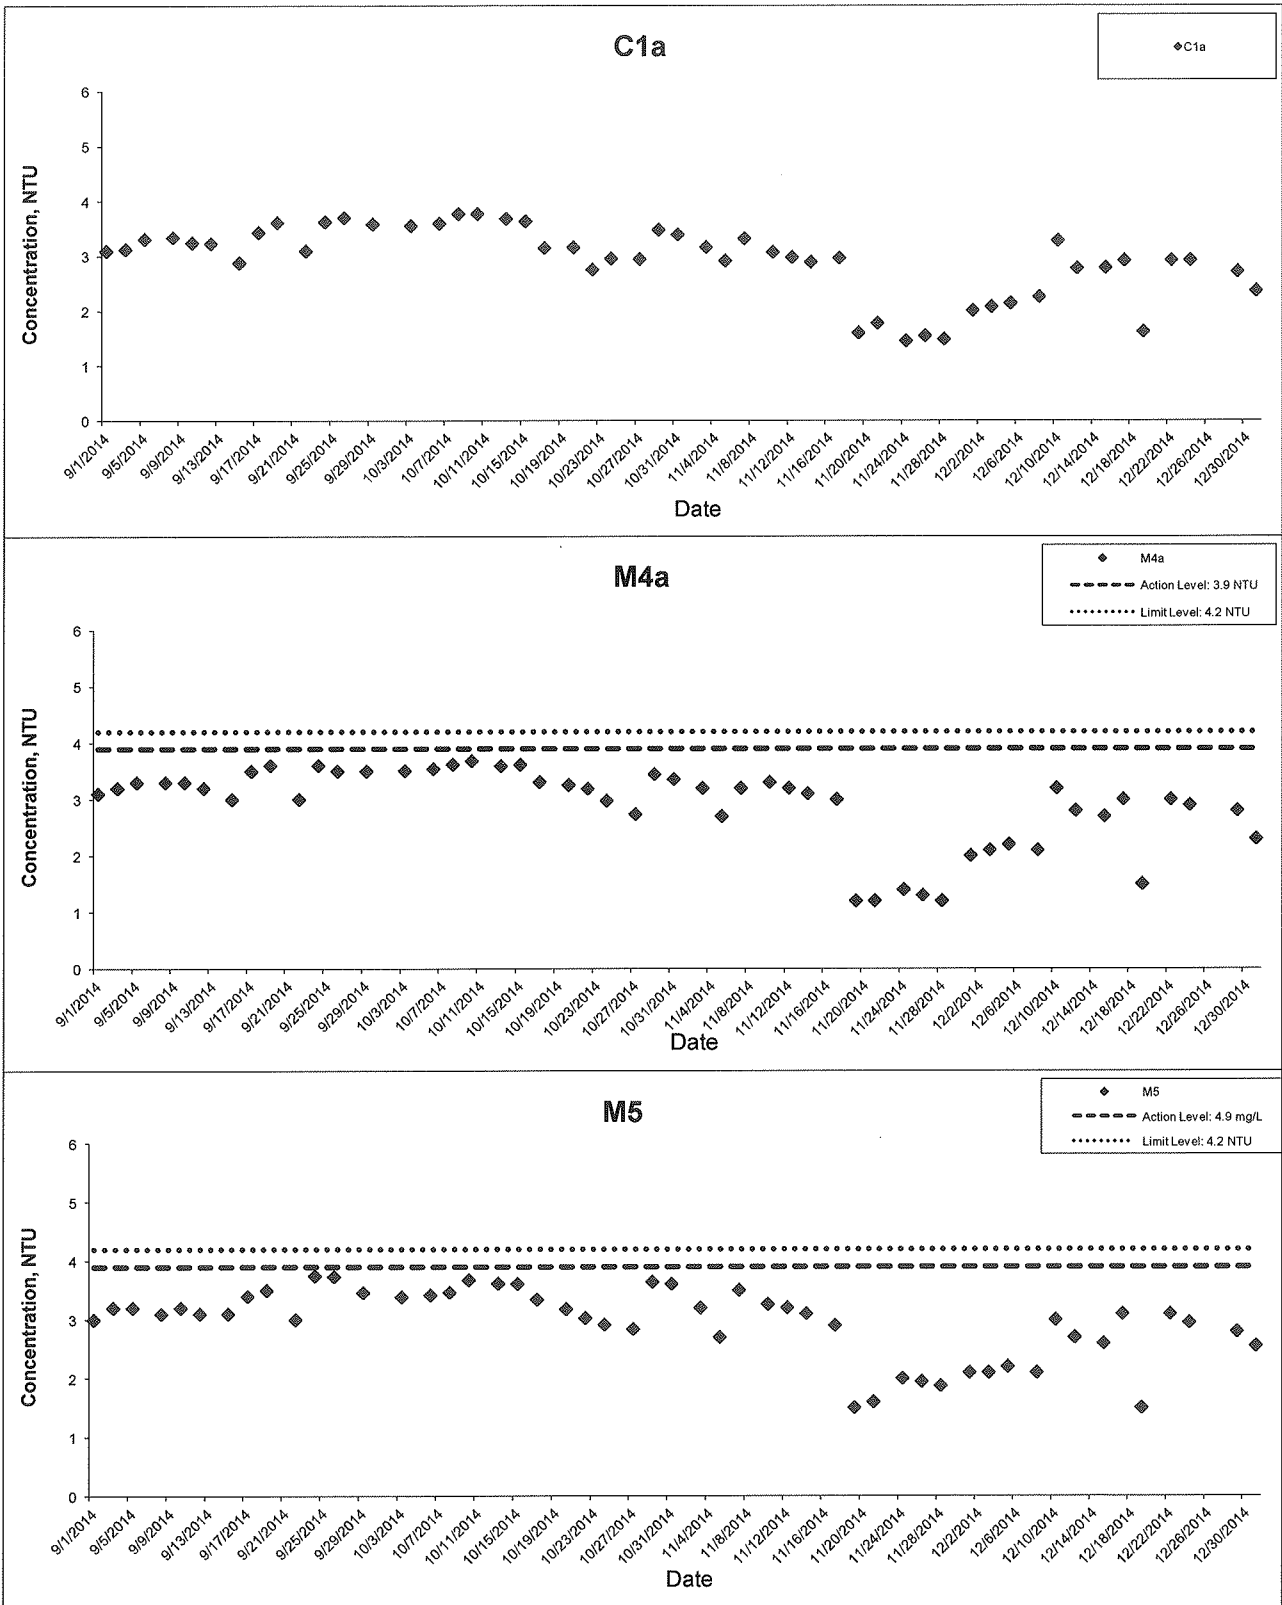 C1a
C1a
6
5
4
3
2
1
0
Concentration, NTU
9/1/2014 9/5/2014 9/9/2014 9/13/2014 9/17/2014 9/21/2014 9/25/2014 9/29/2014 10/3/2014 10/7/2014 10/11/2014 10/15/2014 10/19/2014 10/23/2014 10/27/2014 10/31/2014 11/4/2014 11/8/2014 11/12/2014 11/16/2014 11/20/2014 11/24/2014 11/28/2014 12/2/2014 12/6/2014 12/10/2014 12/14/2014 12/18/2014 12/22/2014 12/26/2014 12/30/2014
Date
M4a
M4a
Action Level: 3.9 NTU
Limit Level: 4.2 NTU
6
5
4
3
2
1
0
Concentration, NTU
9/1/2014 9/5/2014 9/9/2014 9/13/2014 9/17/2014 9/21/2014 9/25/2014 9/29/2014 10/3/2014 10/7/2014 10/11/2014 10/15/2014 10/19/2014 10/23/2014 10/27/2014 10/31/2014 11/4/2014 11/8/2014 11/12/2014 11/16/2014 11/20/2014 11/24/2014 11/28/2014 12/2/2014 12/6/2014 12/10/2014 12/14/2014 12/18/2014 12/22/2014 12/26/2014 12/30/2014
Date
M5
M5
Action Level: 4.9 mg/L
Limit Level: 4.2 NTU
6
5
4
3
2
1
0
Concentration, NTU
9/1/2014 9/5/2014 9/9/2014 9/13/2014 9/17/2014 9/21/2014 9/25/2014 9/29/2014 10/3/2014 10/7/2014 10/11/2014 10/15/2014 10/19/2014 10/23/2014 10/27/2014 10/31/2014 11/4/2014 11/8/2014 11/12/2014 11/16/2014 11/20/2014 11/24/2014 11/28/2014 12/2/2014 12/6/2014 12/10/2014 12/14/2014 12/18/2014 12/22/2014 12/26/2014 12/30/2014
Date